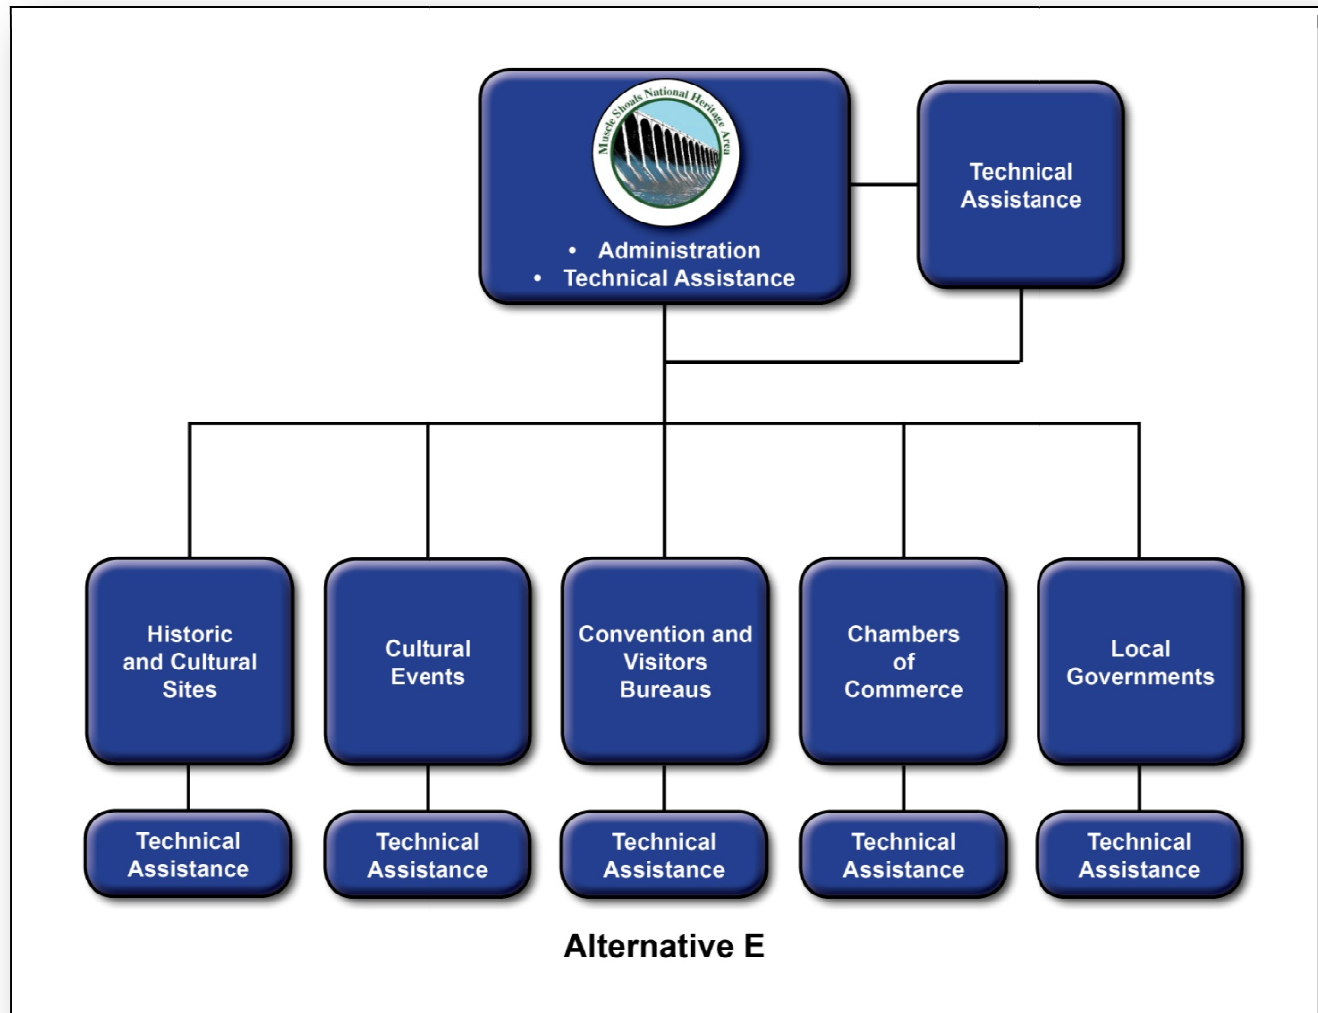 Muscle Shoals National Heritage Area
• Administration
• Technical Assistance
Technical
Assistance
Historic
and Cultural
Sites
Cultural
Events
Convention and
Visitors
Bureaus
Chambers
of
Commerce
Local
Governments
Technical
Assistance
Technical
Assistance
Technical
Assistance
Technical
Assistance
Technical
Assistance
Alternative E